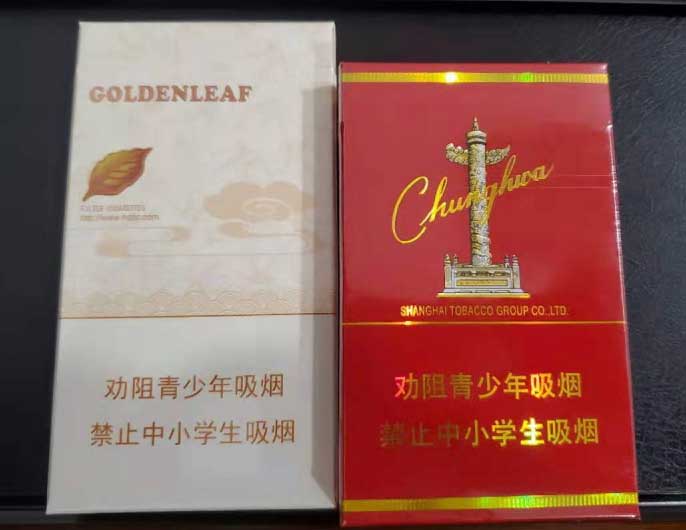 GOLDENLEAF
FILTER CIGARETTES
劝阻青少年吸烟
禁止中小学生吸烟
Chunghwa
SHANGHAI TOBACCO GROUP CO.,LTD.
劝阻青少年吸烟
禁止中小学生吸烟